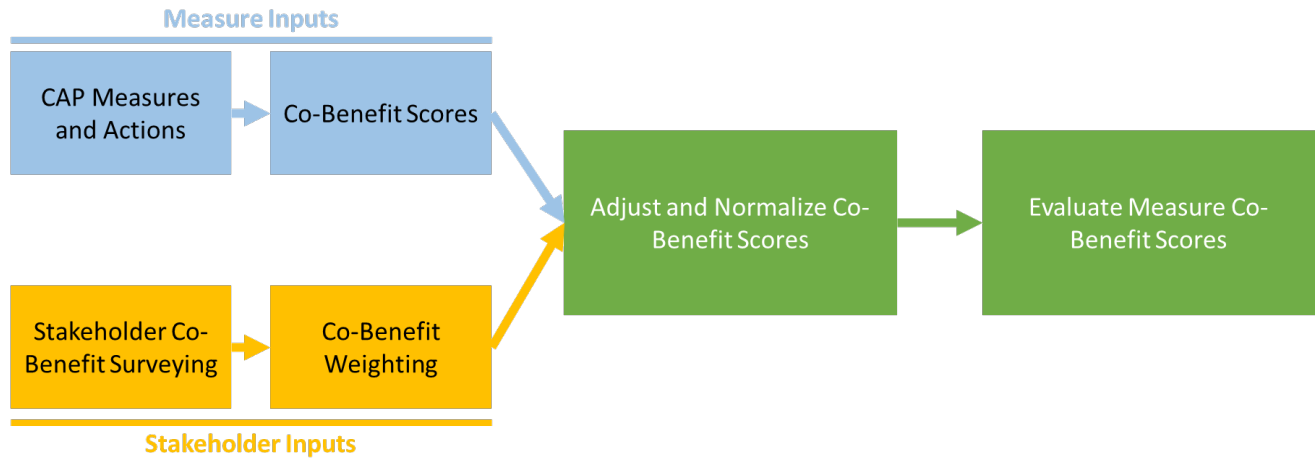 Measure Inputs
CAP Measures
and Actions
Co-Benefit Scores
Adjust and Normalize Co-
Benefit Scores
Evaluate Measure Co-
Benefit Scores
Stakeholder Co-
Benefit Surveying
Co-Benefit
Weighting
Stakeholder Inputs